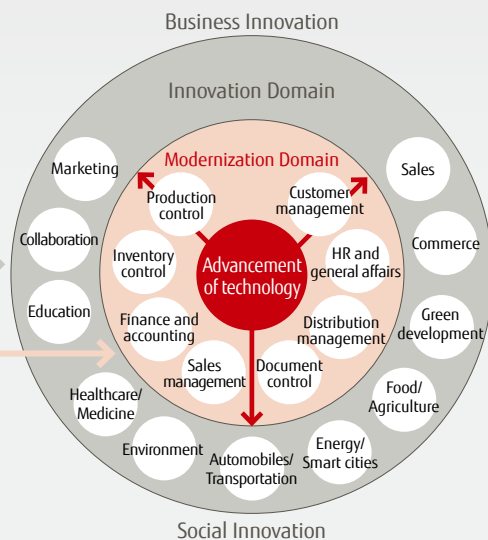 Business Innovation
Innovation Domain
Modernization Domain
Marketing
Sales
Production
control
Customer
management
Collaboration
Commerce
Inventory
control
Advancement
of technology
HR and
general affairs
Education
Green
development
Finance and
accounting
Distribution
management
Sales
management
Document
control
Healthcare/
Medicine
Food/
Agriculture
Environment
Automobiles/
Transportation
Energy/
Smart cities
Social Innovation